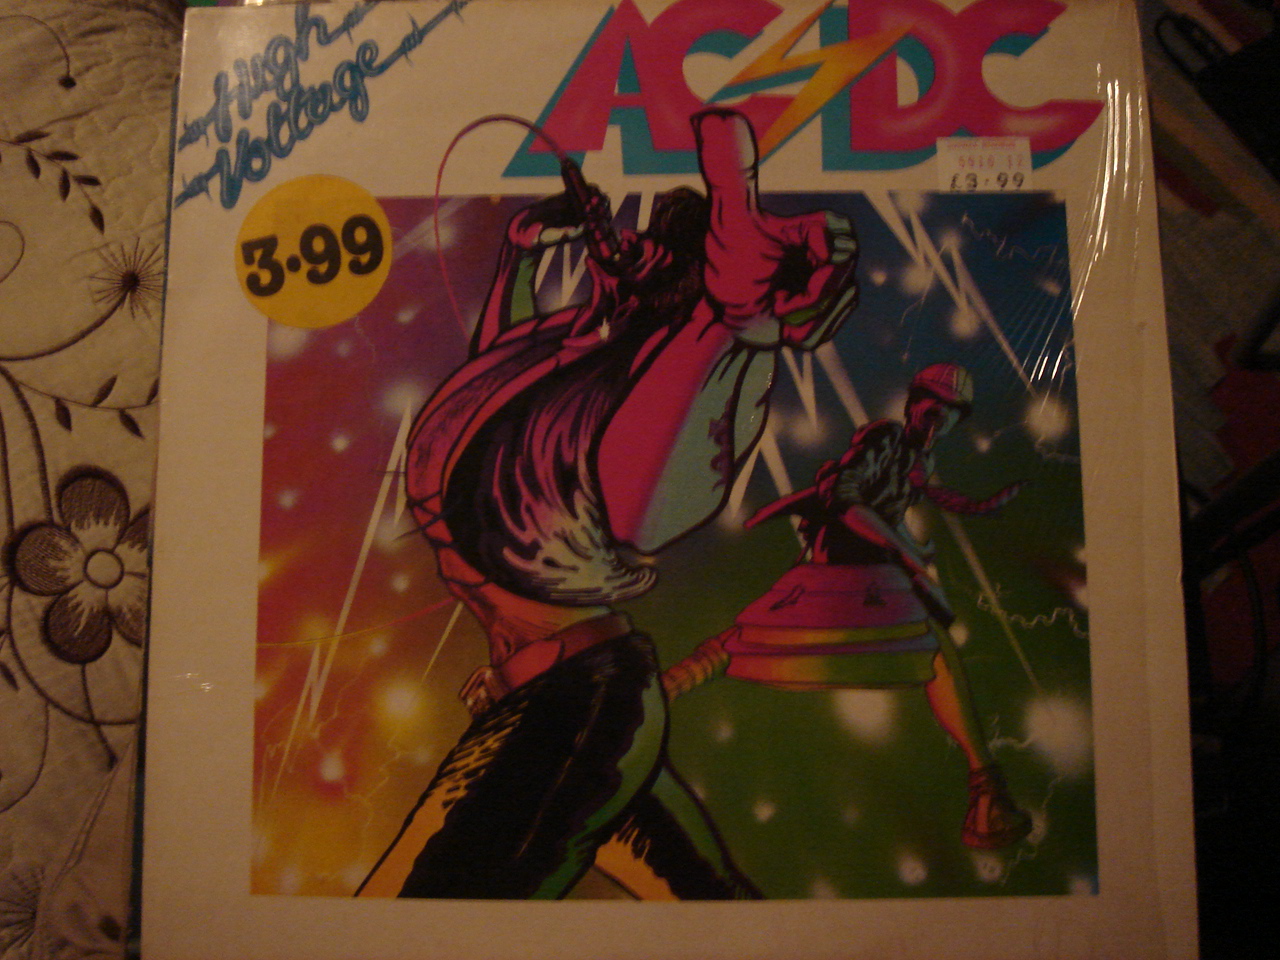 High
Voltage
AC DC
3.99
£3.99